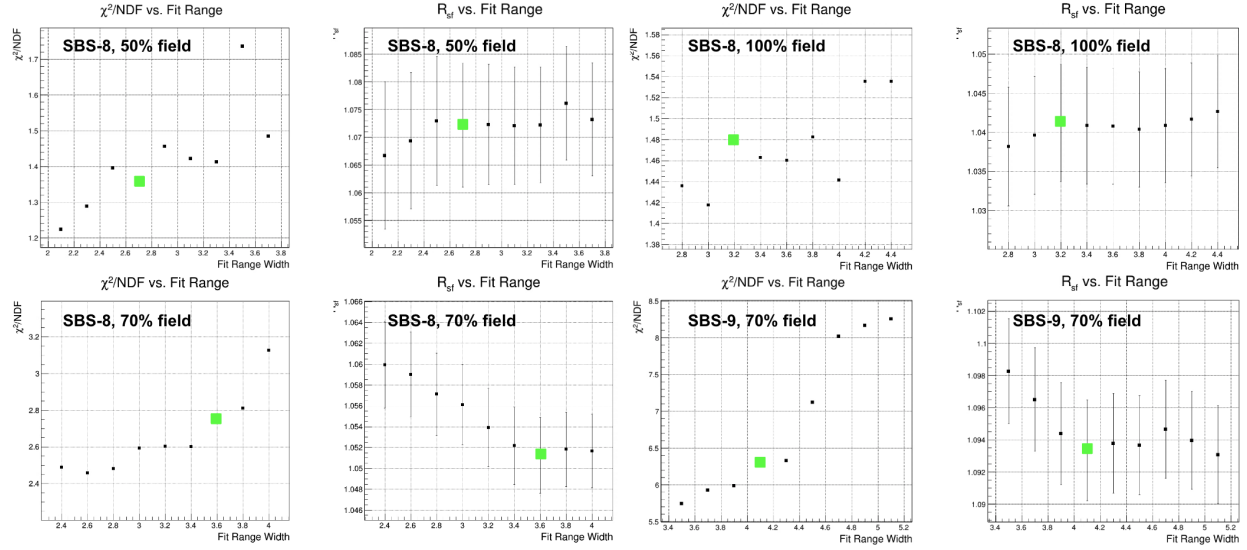 χ²/NDF vs. Fit Range
χ²/NDF
SBS-8, 50% field
1.7
1.6
1.5
1.4
1.3
1.2
2 2.2 2.4 2.6 2.8 3 3.2 3.4 3.6 3.8
Fit Range Width
R_sf vs. Fit Range
SBS-8, 50% field
1.085
1.08
1.075
1.07
1.065
1.06
1.055
2 2.2 2.4 2.6 2.8 3 3.2 3.4 3.6 3.8
Fit Range Width
χ²/NDF vs. Fit Range
χ²/NDF
SBS-8, 100% field
1.58
1.56
1.54
1.52
1.5
1.48
1.46
1.44
1.42
1.4
1.38
2.8 3 3.2 3.4 3.6 3.8 4 4.2 4.4
Fit Range Width
R_sf vs. Fit Range
SBS-8, 100% field
1.05
1.045
1.04
1.035
1.03
2.8 3 3.2 3.4 3.6 3.8 4 4.2 4.4
Fit Range Width
χ²/NDF vs. Fit Range
χ²/NDF
SBS-8, 70% field
3.2
3
2.8
2.6
2.4
2.4 2.6 2.8 3 3.2 3.4 3.6 3.8 4
Fit Range Width
R_sf vs. Fit Range
SBS-8, 70% field
1.066
1.064
1.062
1.06
1.058
1.056
1.054
1.052
1.05
1.048
1.046
2.4 2.6 2.8 3 3.2 3.4 3.6 3.8 4
Fit Range Width
χ²/NDF vs. Fit Range
χ²/NDF
SBS-9, 70% field
8.5
8
7.5
7
6.5
6
5.5
3.4 3.6 3.8 4 4.2 4.4 4.6 4.8 5 5.2
Fit Range Width
R_sf vs. Fit Range
SBS-9, 70% field
1.102
1.1
1.098
1.096
1.094
1.092
1.09
3.4 3.6 3.8 4 4.2 4.4 4.6 4.8 5 5.2
Fit Range Width